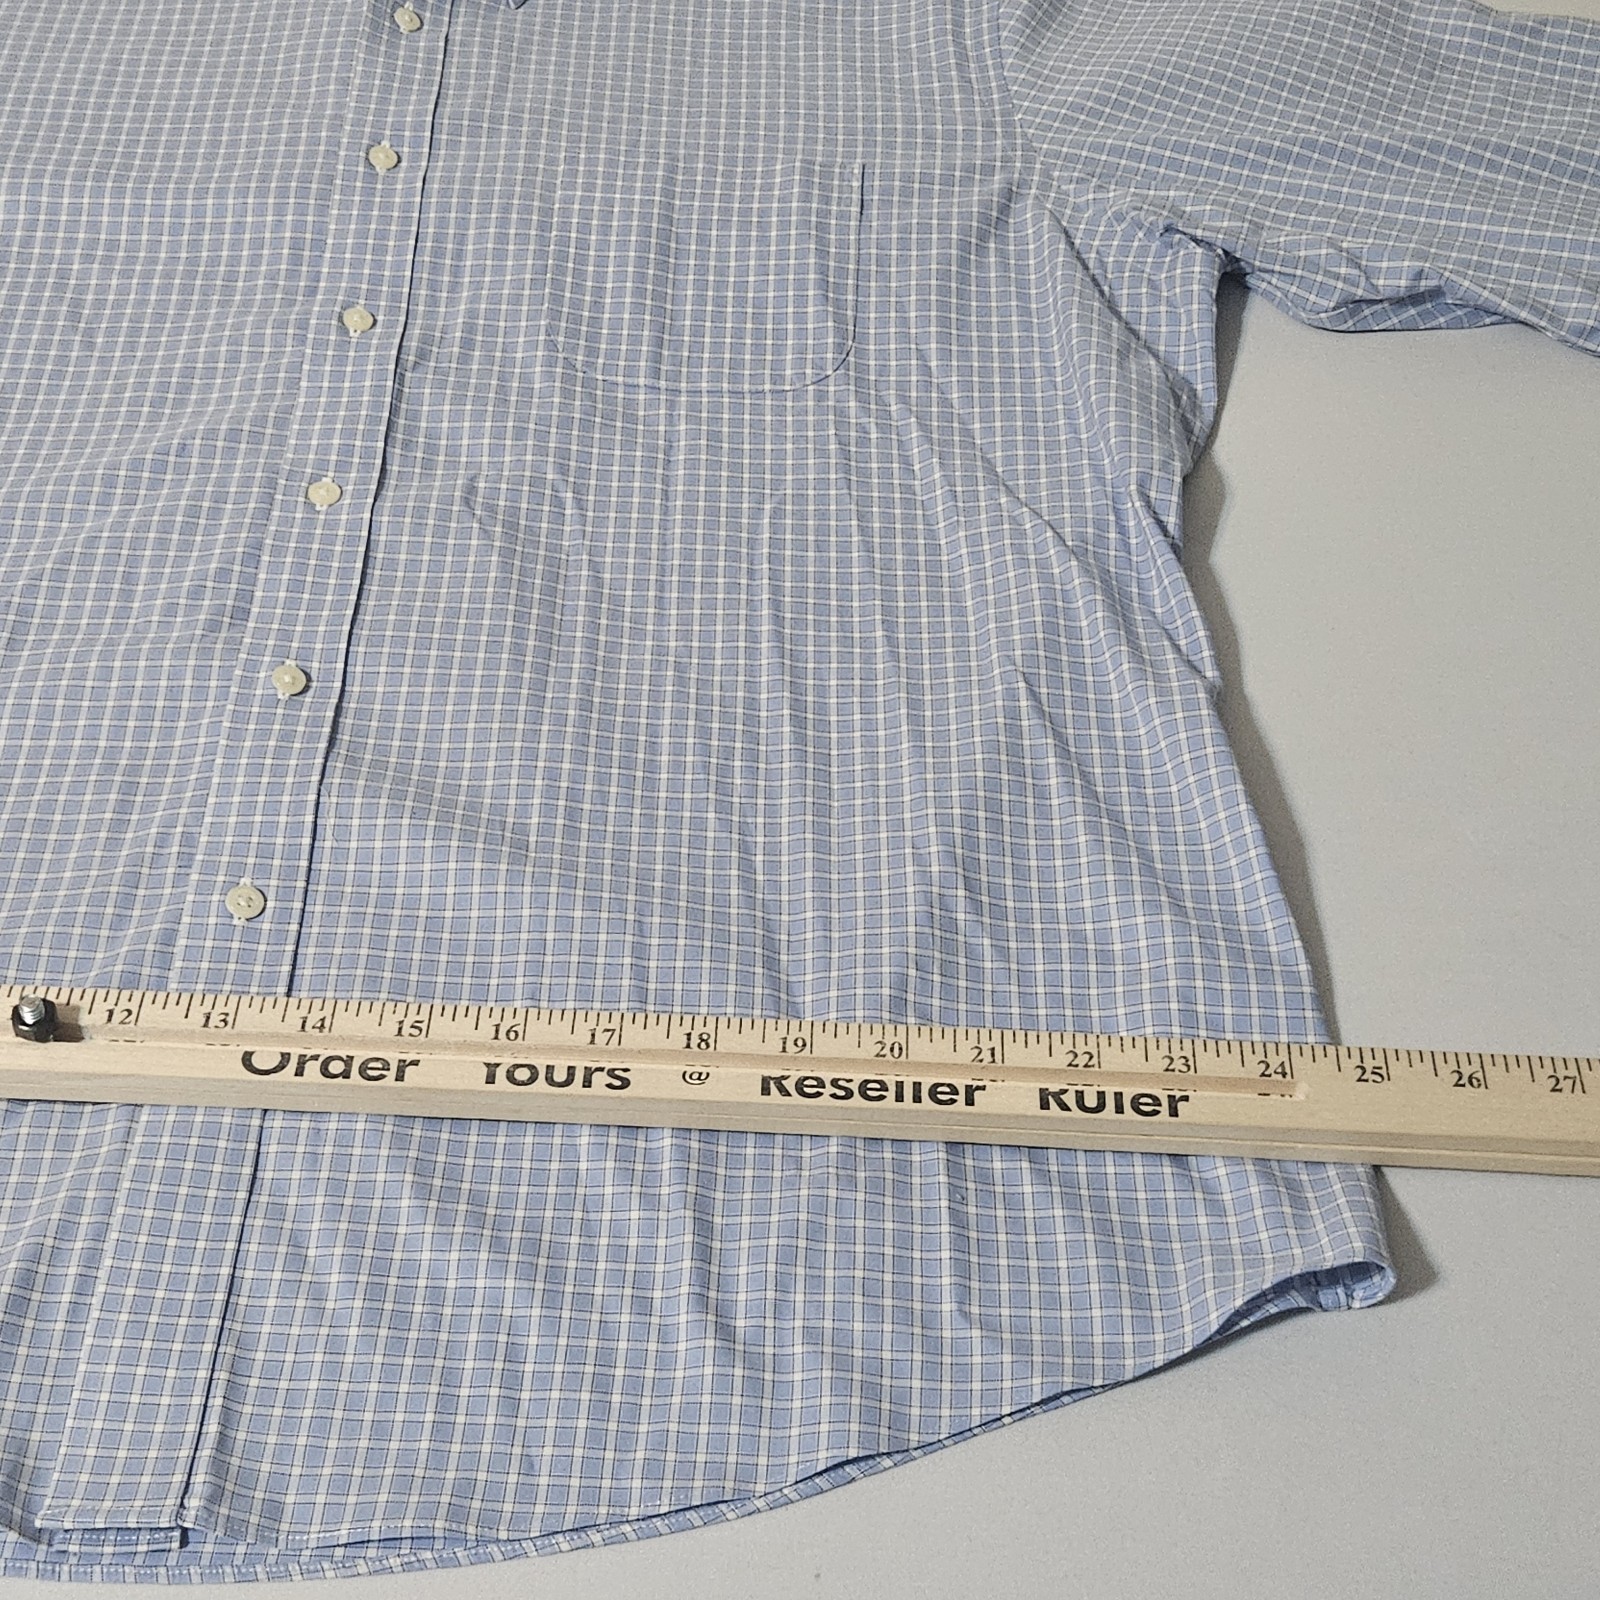 12 13 14 15 16 17 18 19 20 21 22 23 24 25 26 27
Order Yours @ Reseller Ruler